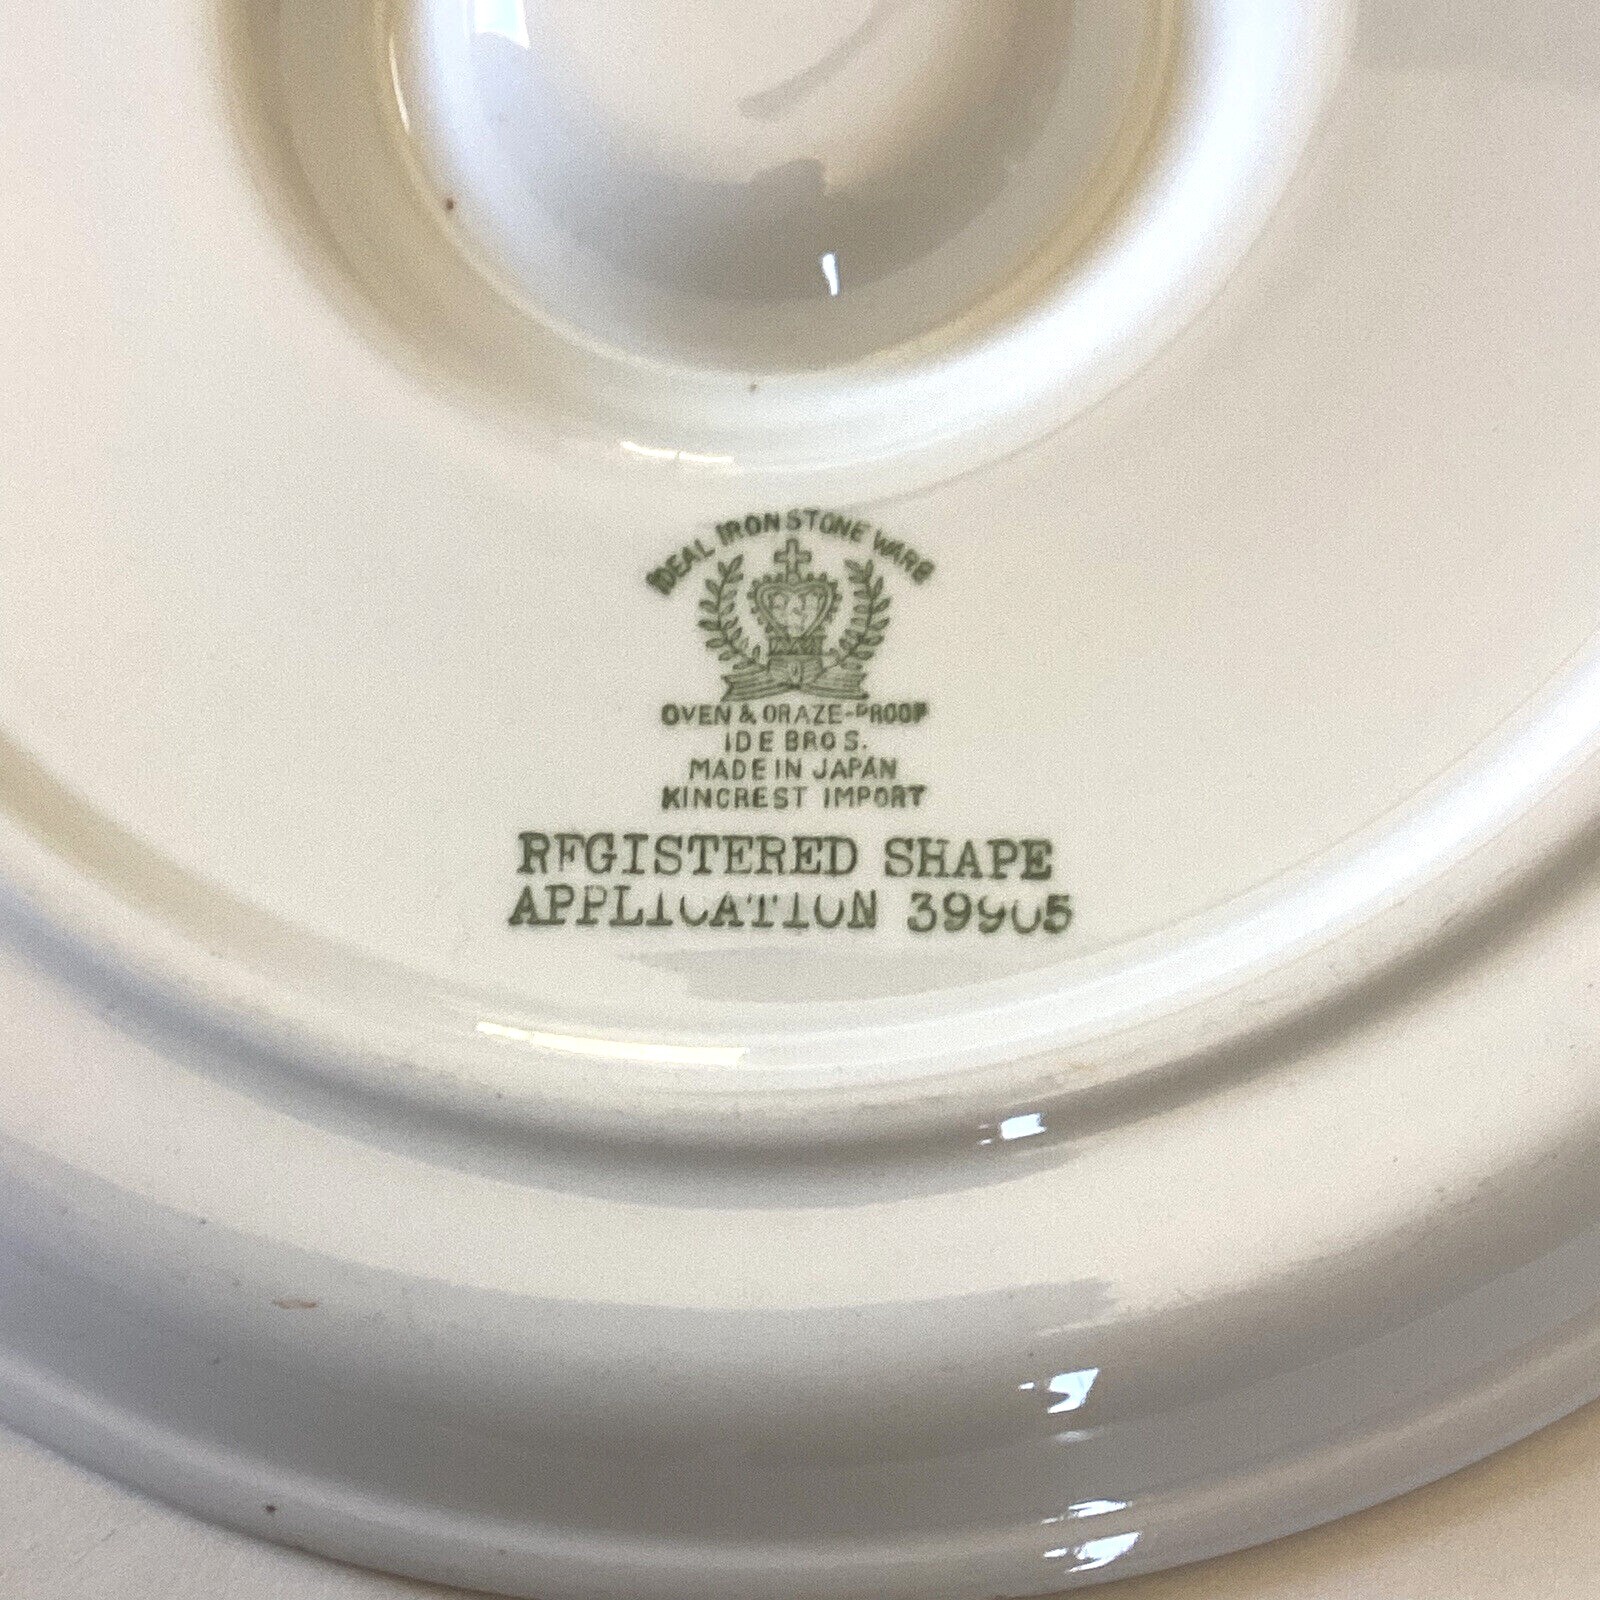 IDEAL IRONSTONE WARE
OVEN & CRAZE-PROOF
IDE BROS.
MADE IN JAPAN
KINCREST IMPORT
REGISTERED SHAPE
APPLICATION 39905